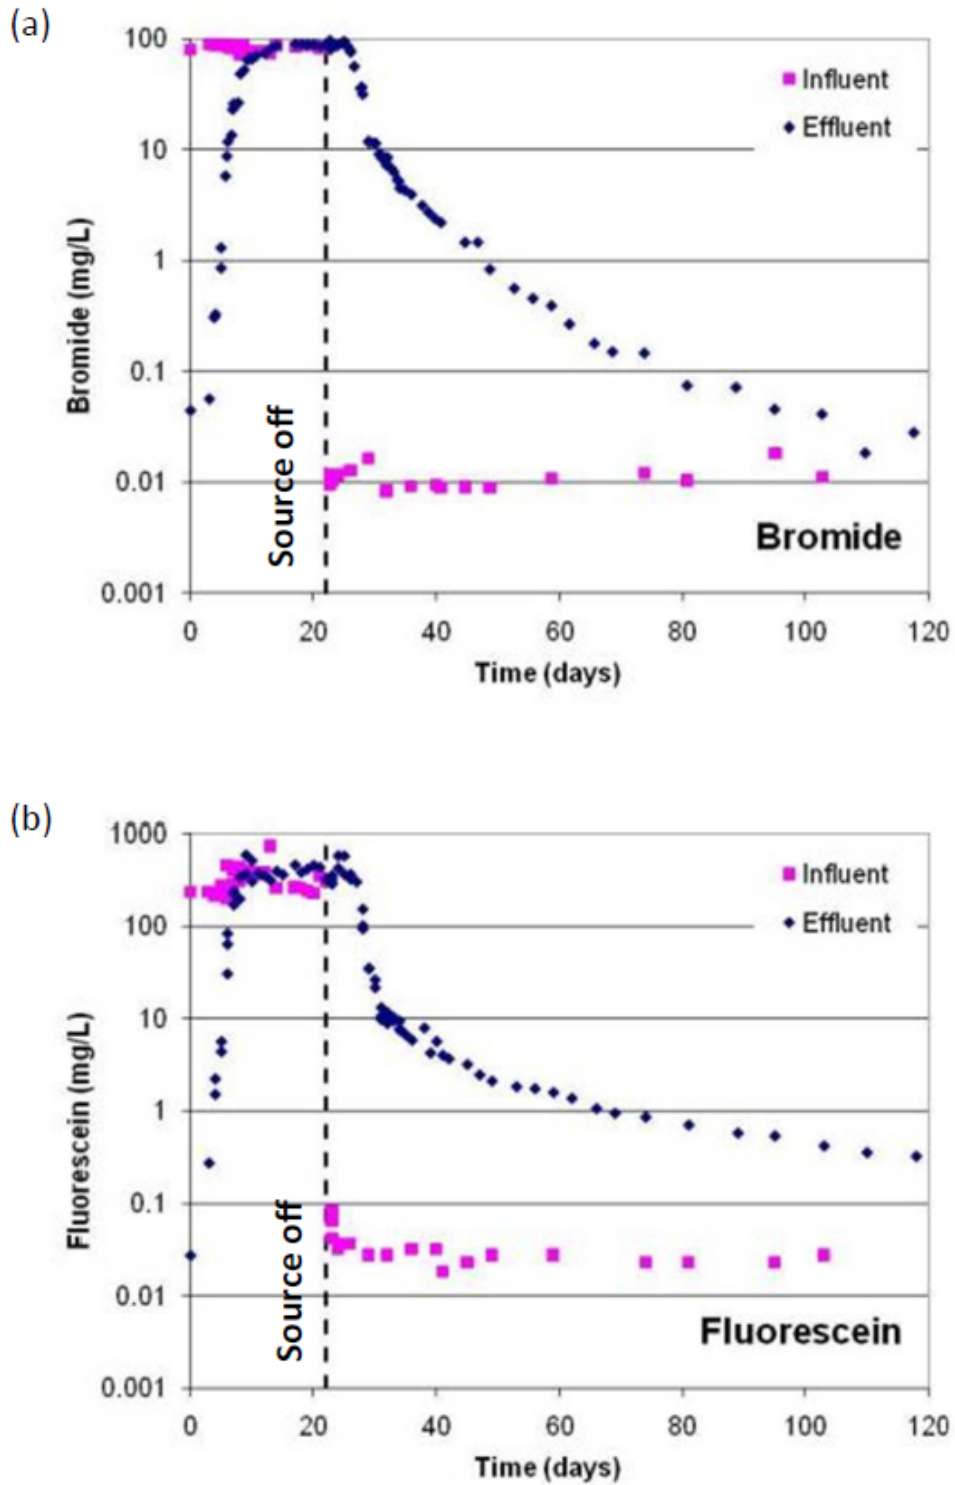 (a)
100
10
1
0.1
0.01
0.001
Bromide (mg/L)
Influent
Effluent
Source off
Bromide
0 20 40 60 80 100 120
Time (days)
(b)
1000
100
10
1
0.1
0.01
0.001
Fluorescein (mg/L)
Influent
Effluent
Source off
Fluorescein
0 20 40 60 80 100 120
Time (days)